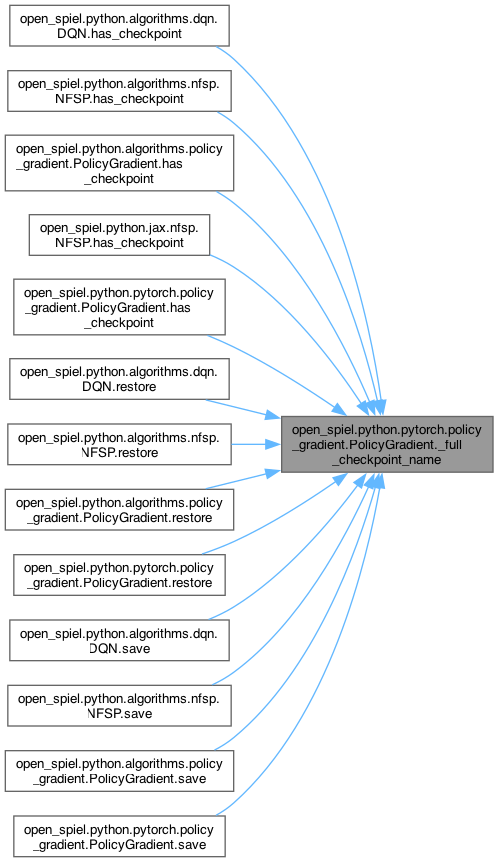 open_spiel.python.algorithms.dqn.
DQN.has_checkpoint
open_spiel.python.algorithms.nfsp.
NFSP.has_checkpoint
open_spiel.python.algorithms.policy
_gradient.PolicyGradient.has
_checkpoint
open_spiel.python.jax.nfsp.
NFSP.has_checkpoint
open_spiel.python.pytorch.policy
_gradient.PolicyGradient.has
_checkpoint
open_spiel.python.algorithms.dqn.
DQN.restore
open_spiel.python.algorithms.nfsp.
NFSP.restore
open_spiel.python.algorithms.policy
_gradient.PolicyGradient.restore
open_spiel.python.pytorch.policy
_gradient.PolicyGradient.restore
open_spiel.python.algorithms.dqn.
DQN.save
open_spiel.python.algorithms.nfsp.
NFSP.save
open_spiel.python.algorithms.policy
_gradient.PolicyGradient.save
open_spiel.python.pytorch.policy
_gradient.PolicyGradient.save
open_spiel.python.pytorch.policy
_gradient.PolicyGradient._full
_checkpoint_name